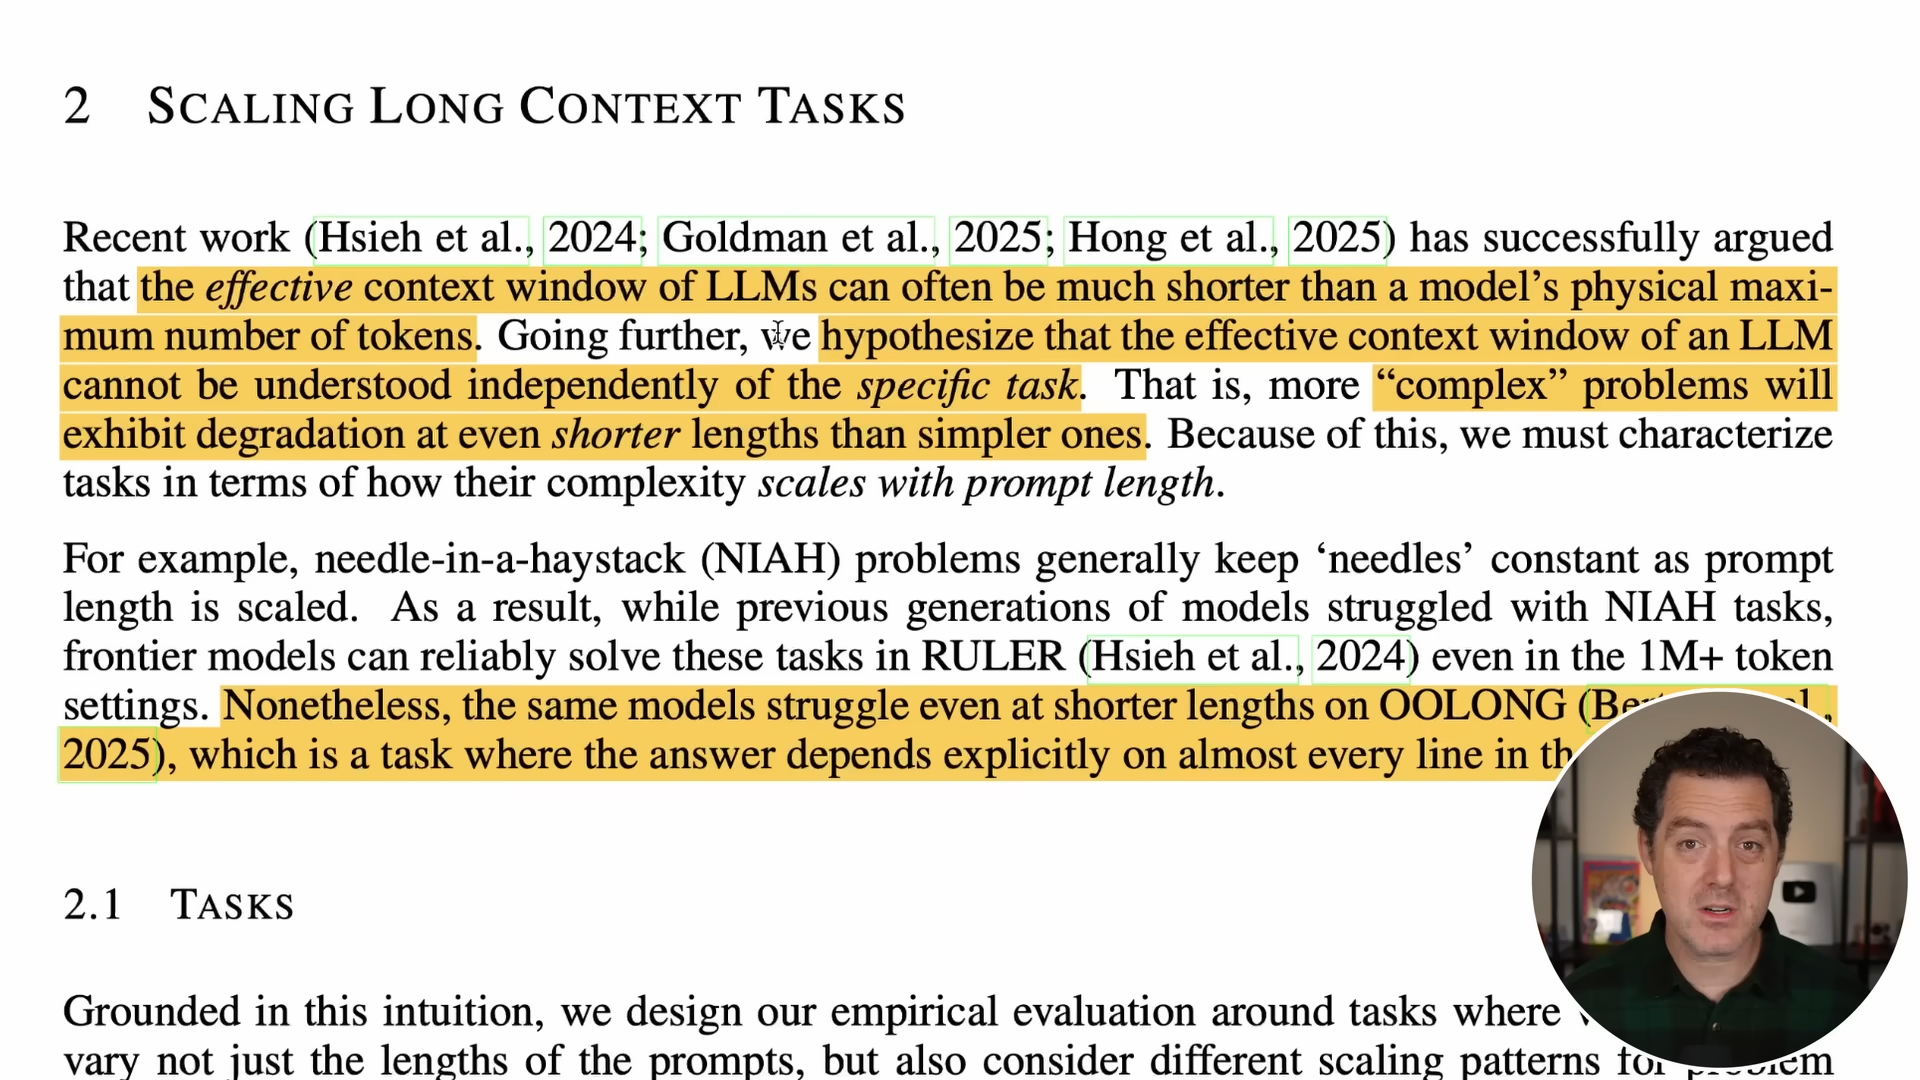 2 SCALING LONG CONTEXT TASKS
Recent work (Hsieh et al., 2024; Goldman et al., 2025; Hong et al., 2025) has successfully argued
that the effective context window of LLMs can often be much shorter than a model’s physical maxi-
mum number of tokens. Going further, we hypothesize that the effective context window of an LLM
cannot be understood independently of the specific task. That is, more “complex” problems will
exhibit degradation at even shorter lengths than simpler ones. Because of this, we must characterize
tasks in terms of how their complexity scales with prompt length.
For example, needle-in-a-haystack (NIAH) problems generally keep ‘needles’ constant as prompt
length is scaled. As a result, while previous generations of models struggled with NIAH tasks,
frontier models can reliably solve these tasks in RULER (Hsieh et al., 2024) even in the 1M+ token
settings. Nonetheless, the same models struggle even at shorter lengths on OOLONG (
2025), which is a task where the answer depends explicitly on almost every line in
2.1 TASKS
Grounded in this intuition, we design our empirical evaluation around tasks where
vary not just the lengths of the prompts, but also consider different scaling patterns for problem